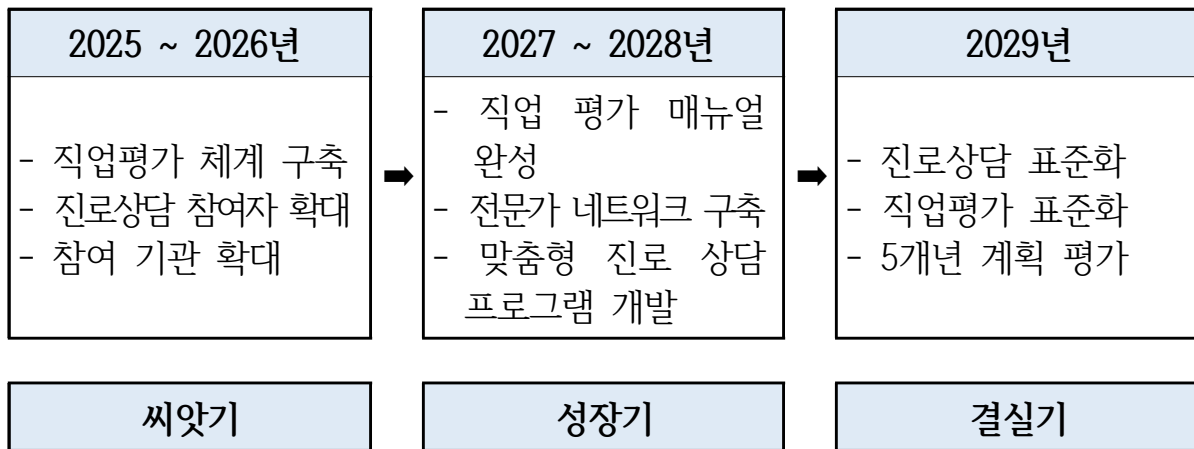 2025 ~ 2026년
- 직업평가 체계 구축
- 진로상담 참여자 확대
- 참여 기관 확대
➡
2027 ~ 2028년
- 직업 평가 매뉴얼
완성
- 전문가 네트워크 구축
- 맞춤형 진로 상담
프로그램 개발
➡
2029년
- 진로상담 표준화
- 직업평가 표준화
- 5개년 계획 평가
씨앗기
성장기
결실기